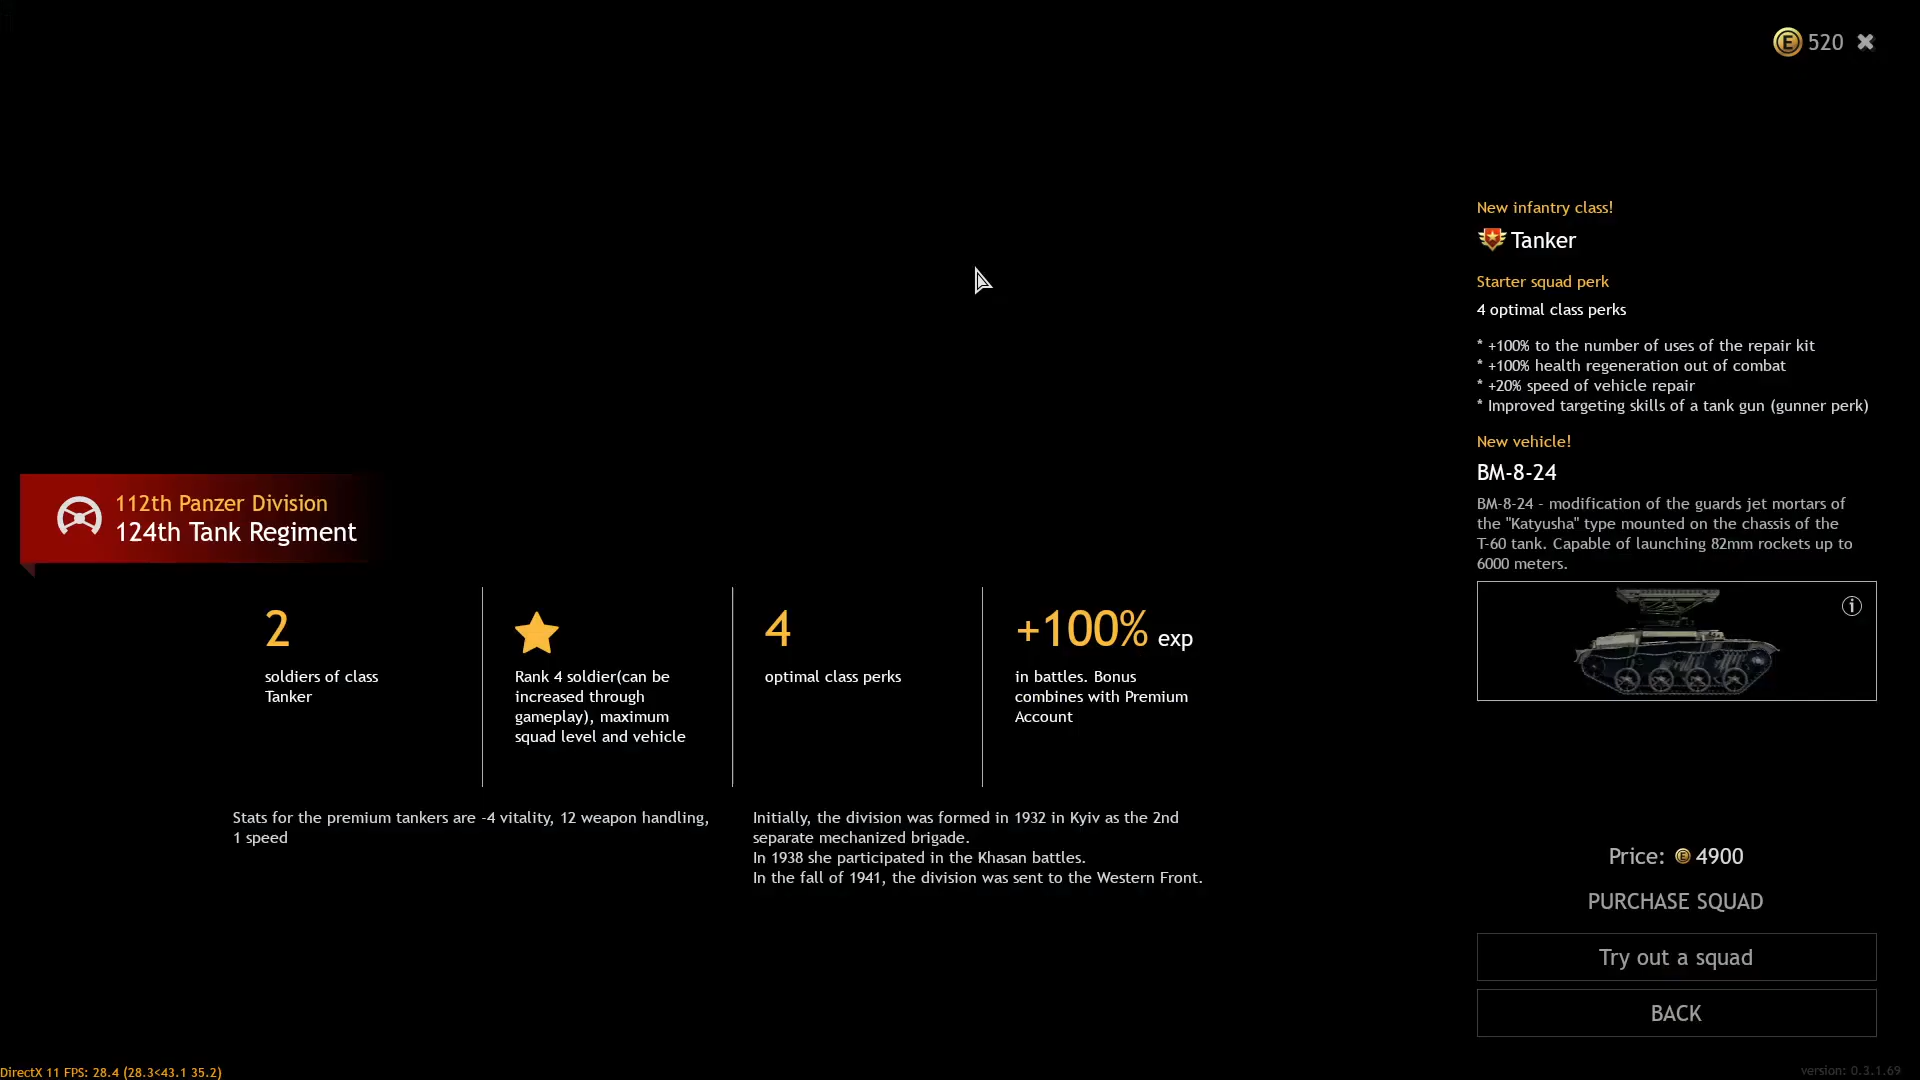 520
New infantry class!
Tanker
Starter squad perk
4 optimal class perks
* +100% to the number of uses of the repair kit
* +100% health regeneration out of combat
* +20% speed of vehicle repair
* Improved targeting skills of a tank gun (gunner perk)
New vehicle!
BM-8-24
BM-8-24 - modification of the guards jet mortars of
the "Katyusha" type mounted on the chassis of the
T-60 tank. Capable of launching 82mm rockets up to
6000 meters.
112th Panzer Division
124th Tank Regiment
2
soldiers of class
Tanker
Rank 4 soldier(can be
increased through
gameplay), maximum
squad level and vehicle
4
optimal class perks
+100% exp
in battles. Bonus
combines with Premium
Account
Stats for the premium tankers are -4 vitality, 12 weapon handling,
1 speed
Initially, the division was formed in 1932 in Kyiv as the 2nd
separate mechanized brigade.
In 1938 she participated in the Khasan battles.
In the fall of 1941, the division was sent to the Western Front.
Price: 4900
PURCHASE SQUAD
Try out a squad
BACK
DirectX 11 FPS: 28.4 (28.3<43.1 35.2)
version: 0.3.1.69